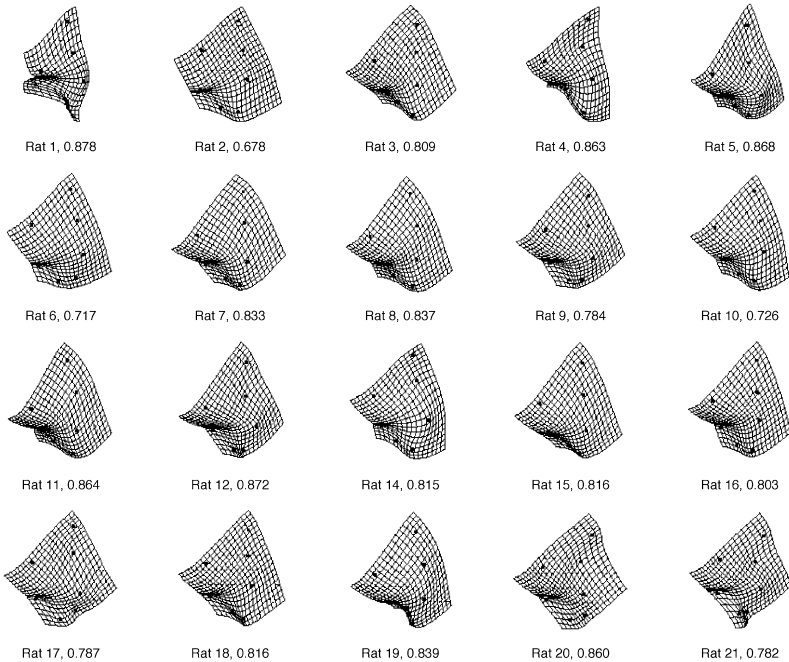 Rat 1, 0.878 Rat 2, 0.678 Rat 3, 0.809 Rat 4, 0.863 Rat 5, 0.868
Rat 6, 0.717 Rat 7, 0.833 Rat 8, 0.837 Rat 9, 0.784 Rat 10, 0.726
Rat 11, 0.864 Rat 12, 0.872 Rat 14, 0.815 Rat 15, 0.816 Rat 16, 0.803
Rat 17, 0.787 Rat 18, 0.816 Rat 19, 0.839 Rat 20, 0.860 Rat 21, 0.782